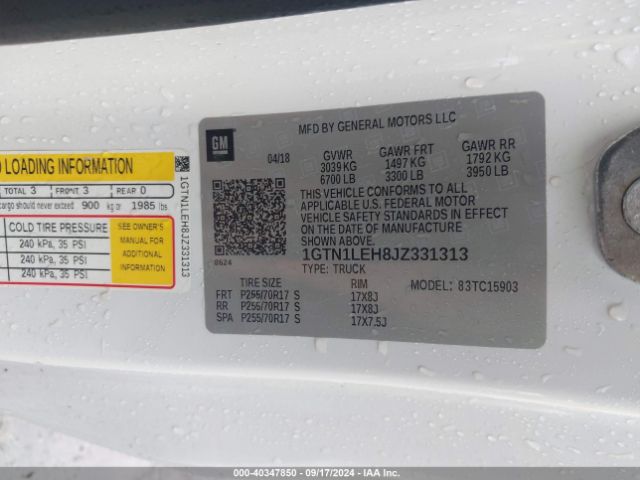 GM
MFD BY GENERAL MOTORS LLC
04/18 GVWR GAWR FRT GAWR RR
3039 KG 1497 KG 1792 KG
6700 LB 3300 LB 3950 LB
THIS VEHICLE CONFORMS TO ALL
APPLICABLE U.S. FEDERAL MOTOR
VEHICLE SAFETY STANDARDS IN EFFECT
ON THE DATE OF MANUFACTURE SHOWN
ABOVE.
0624
1GTN1LEH8JZ331313
TYPE: TRUCK
MODEL: 83TC15903
TIRE SIZE RIM
FRT P255/70R17 S 17X8J
RR P255/70R17 S 17X8J
SPA P255/70R17 S 17X7.5J
LOADING INFORMATION
TOTAL 3 FRONT 3 REAR 0
cargo should never exceed 900 kg or 1985 lbs
COLD TIRE PRESSURE
240 kPa, 35 PSI
240 kPa, 35 PSI
240 kPa, 35 PSI
SEE OWNER'S
MANUAL FOR
ADDITIONAL
INFORMATION
1GTN1LEH8JZ331313
© - 40347850 - 09/17/2024 - IAA, Inc.